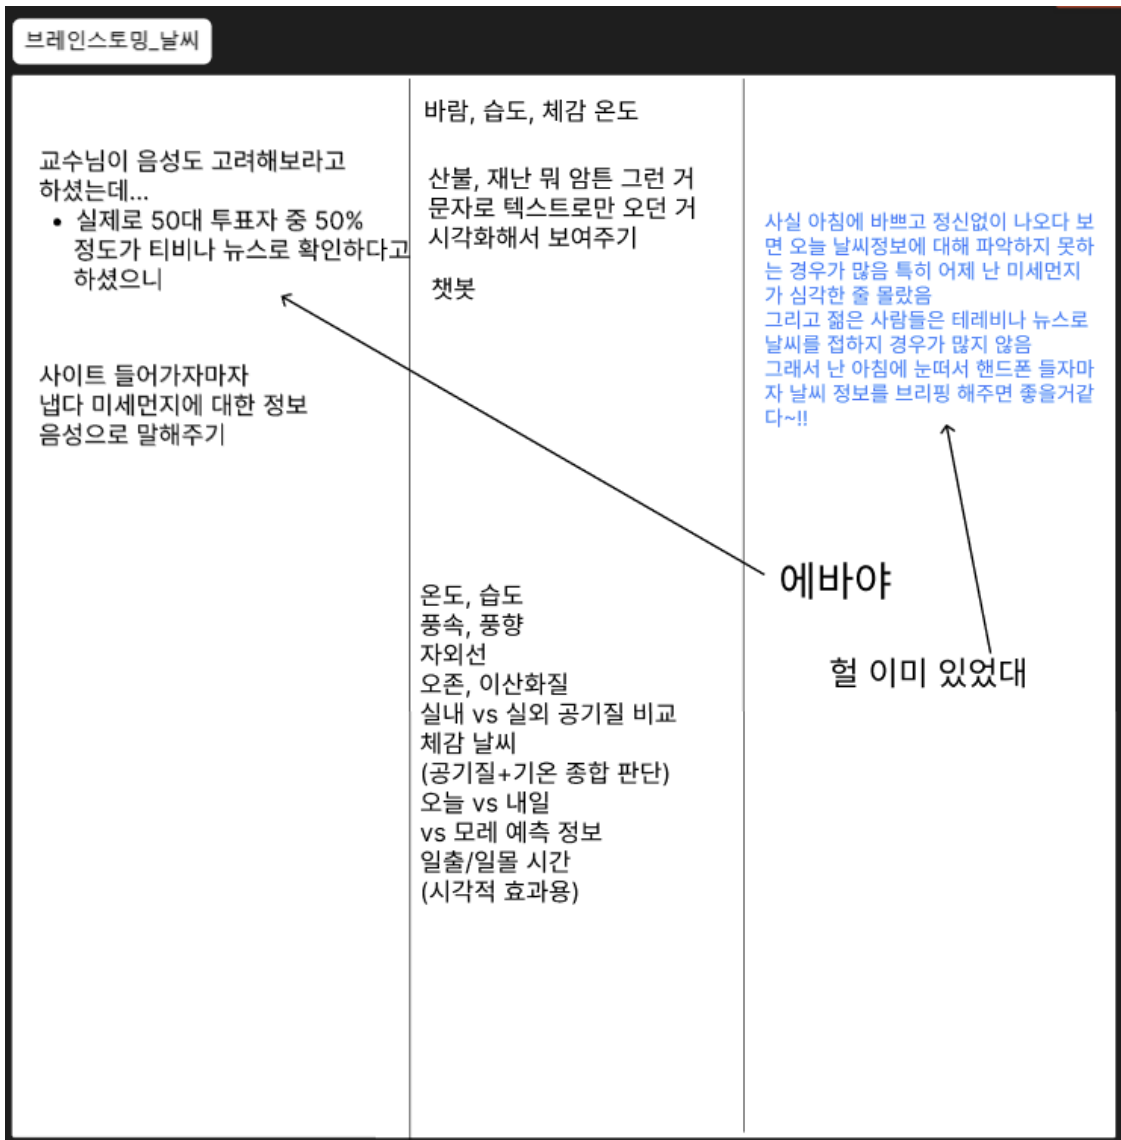 브레인스토밍_날씨
교수님이 음성도 고려해보라고
하셨는데...
• 실제로 50대 투표자 중 50%
정도가 티비나 뉴스로 확인하다고
하셨으니
사이트 들어가자마자
냅다 미세먼지에 대한 정보
음성으로 말해주기
바람, 습도, 체감 온도
산불, 재난 뭐 암튼 그런 거
문자로 텍스트로만 오던 거
시각화해서 보여주기
챗봇
온도, 습도
풍속, 풍향
자외선
오존, 이산화질
실내 vs 실외 공기질 비교
체감 날씨
(공기질+기온 종합 판단)
오늘 vs 내일
vs 모레 예측 정보
일출/일몰 시간
(시각적 효과용)
사실 아침에 바쁘고 정신없이 나오다 보
면 오늘 날씨정보에 대해 파악하지 못하
는 경우가 많음 특히 어제 난 미세먼지
가 심각한 줄 몰랐음
그리고 젊은 사람들은 테레비나 뉴스로
날씨를 접하지 경우가 많지 않음
그래서 난 아침에 눈떠서 핸드폰 들자마
자 날씨 정보를 브리핑 해주면 좋을거같
다~!!
에바야
헐 이미 있었대